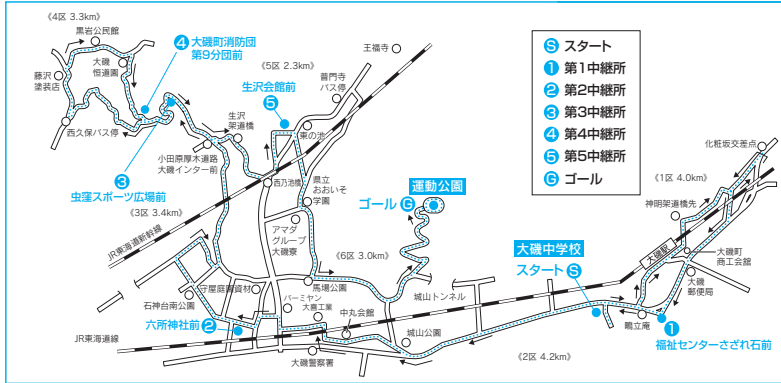 《4区 3.3km》
黒岩公民館
大磯
恒道園
藤沢
塗装店
西久保バス停
④ 大磯町消防団
第9分団前
《5区 2.3km》
王福寺
普門寺
バス停
生沢会館前
⑤
東の池
生沢
架道橋
小田原厚木道路
大磯インター前
③
虫窪スポーツ広場前
《3区 3.4km》
JR東海道新幹線
西乃池橋
県立
おおいそ
学園
アマダ
グループ
大磯寮
運動公園
ゴール G
《6区 3.0km》
馬場公園
守屋庭園資材
石神台南公園
六所神社前 ②
バーミヤン
大喜工業
中丸会館
城山トンネル
城山公園
大磯警察署
JR東海道線
大磯中学校
スタート S
《2区 4.2km》
鴫立庵
①
福祉センターさざれ石前
大磯
郵便局
大磯町
商工会館
大磯駅
神明架道橋先
《1区 4.0km》
化粧坂交差点
S スタート
① 第1中継所
② 第2中継所
③ 第3中継所
④ 第4中継所
⑤ 第5中継所
G ゴール